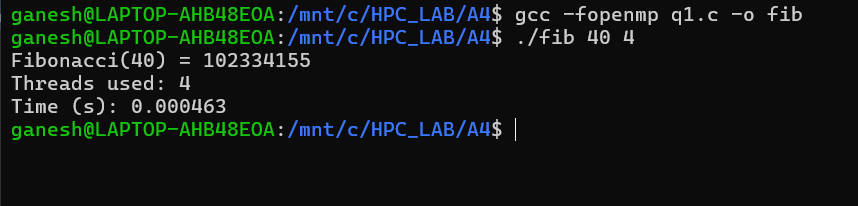 ganesh@LAPTOP-AHB48EOA:/mnt/c/HPC_LAB/A4$ gcc -fopenmp q1.c -o fib
ganesh@LAPTOP-AHB48EOA:/mnt/c/HPC_LAB/A4$ ./fib 40 4
Fibonacci(40) = 102334155
Threads used: 4
Time (s): 0.000463
ganesh@LAPTOP-AHB48EOA:/mnt/c/HPC_LAB/A4$